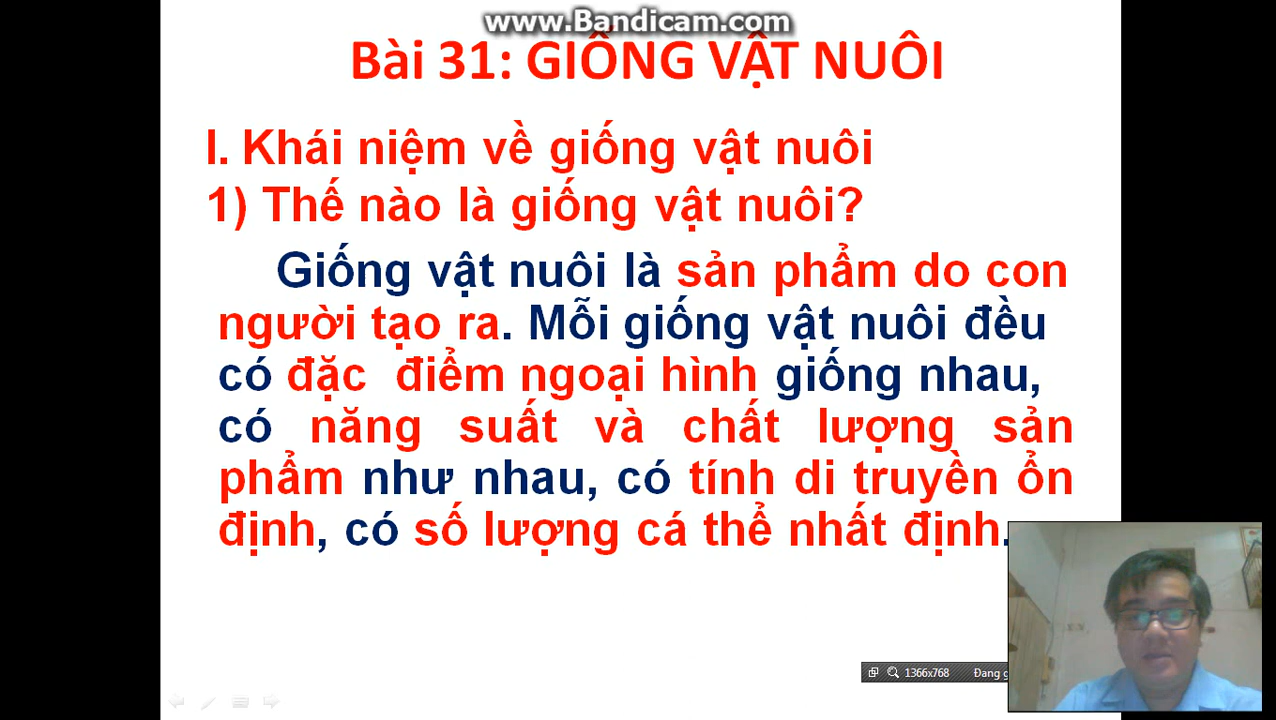 www.Bandicam.com
Bài 31: GIỐNG VẬT NUÔI
I. Khái niệm về giống vật nuôi
1) Thế nào là giống vật nuôi?
Giống vật nuôi là sản phẩm do con
người tạo ra. Mỗi giống vật nuôi đều
có đặc điểm ngoại hình giống nhau,
có năng suất và chất lượng sản
phẩm như nhau, có tính di truyền ổn
định, có số lượng cá thể nhất định.
1366x768 Đang